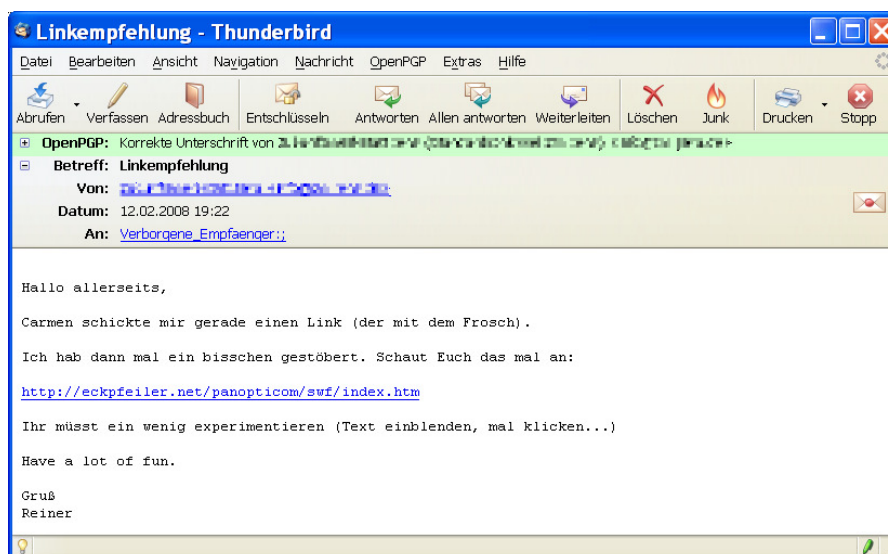 Linkempfehlung - Thunderbird
Datei Bearbeiten Ansicht Navigation Nachricht OpenPGP Extras Hilfe
Abrufen Verfassen Adressbuch Entschlüsseln Antworten Allen antworten Weiterleiten Löschen Junk Drucken Stopp
OpenPGP: Korrekte Unterschrift von
Betreff: Linkempfehlung
Von:
Datum: 12.02.2008 19:22
An: Verborgene_Empfaenger:;
Hallo allerseits,
Carmen schickte mir gerade einen Link (der mit dem Frosch).
Ich hab dann mal ein bisschen gestöbert. Schaut Euch das mal an:
http://eckpfeiler.net/panopticom/swf/index.htm
Ihr müsst ein wenig experimentieren (Text einblenden, mal klicken...)
Have a lot of fun.
Gruß
Reiner